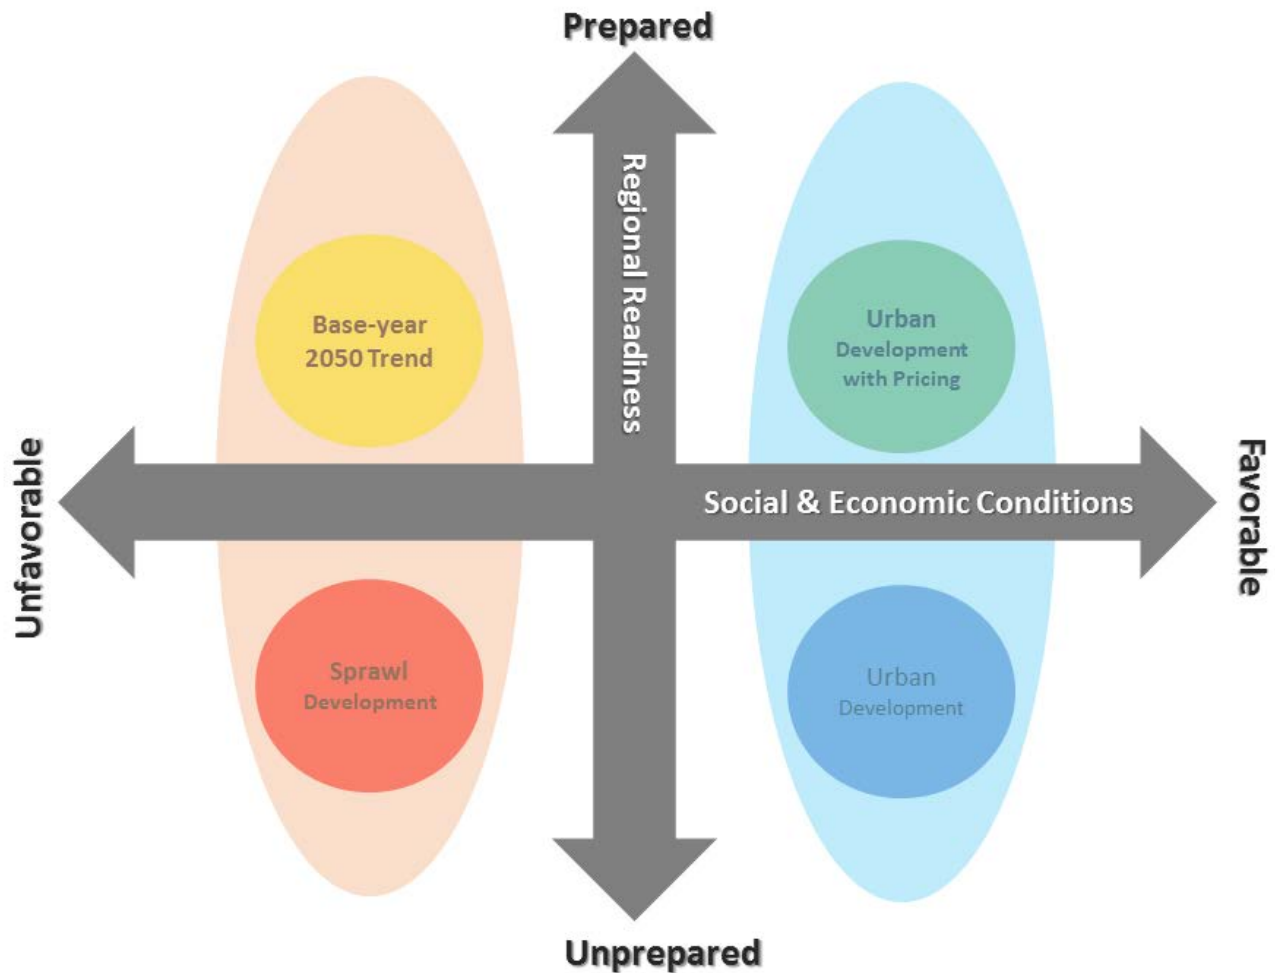 Prepared
Regional Readiness
Base-year
2050 Trend
Urban
Development
with Pricing
Unfavorable
Social & Economic Conditions
Favorable
Sprawl
Development
Urban
Development
Unprepared